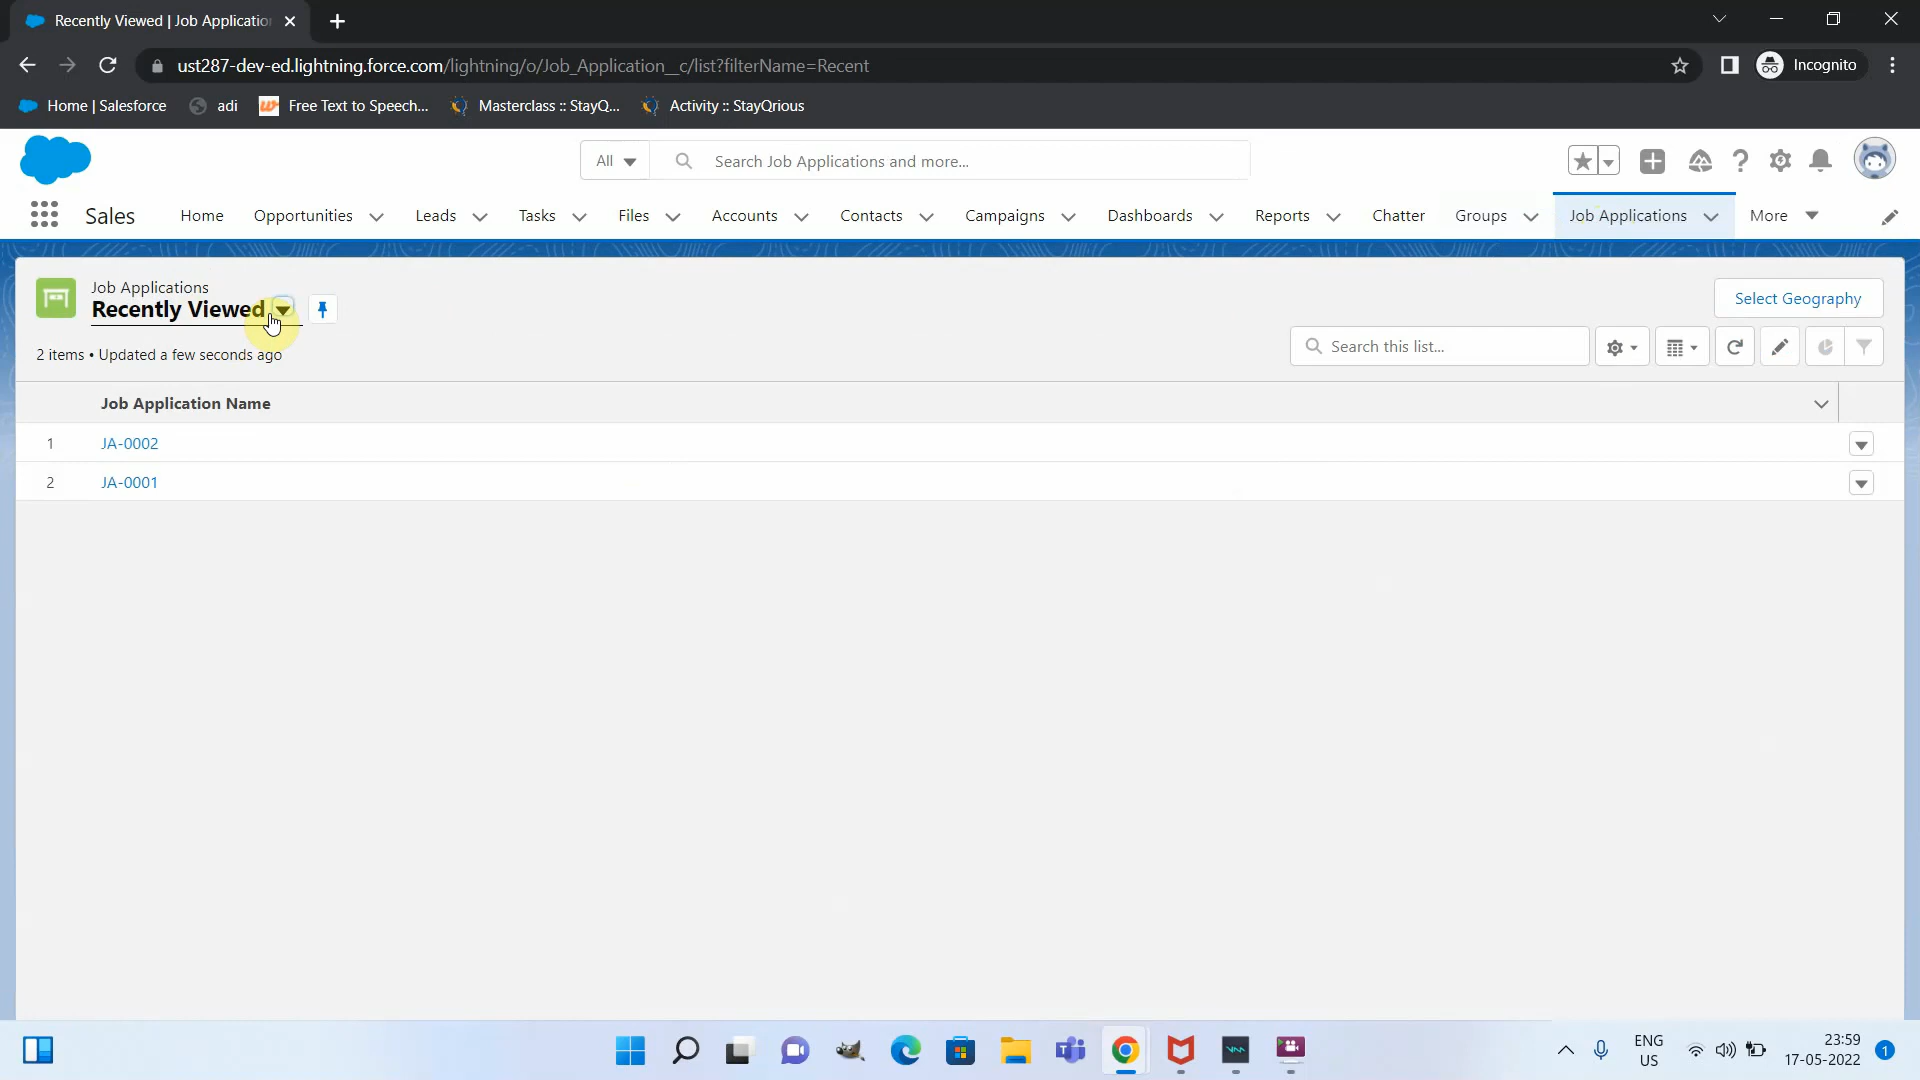 Recently Viewed | Job Applicatio
ust287-dev-ed.lightning.force.com/lightning/o/Job_Application__c/list?filterName=Recent
Incognito
Home | Salesforce
adi
Free Text to Speech...
Masterclass :: StayQ...
Activity :: StayQrious
All
Search Job Applications and more...
Sales
Home
Opportunities
Leads
Tasks
Files
Accounts
Contacts
Campaigns
Dashboards
Reports
Chatter
Groups
Job Applications
More
Job Applications
Recently Viewed
Select Geography
2 items • Updated a few seconds ago
Search this list...
Job Application Name
1 JA-0002
2 JA-0001
ENG
US
23:59
17-05-2022
1